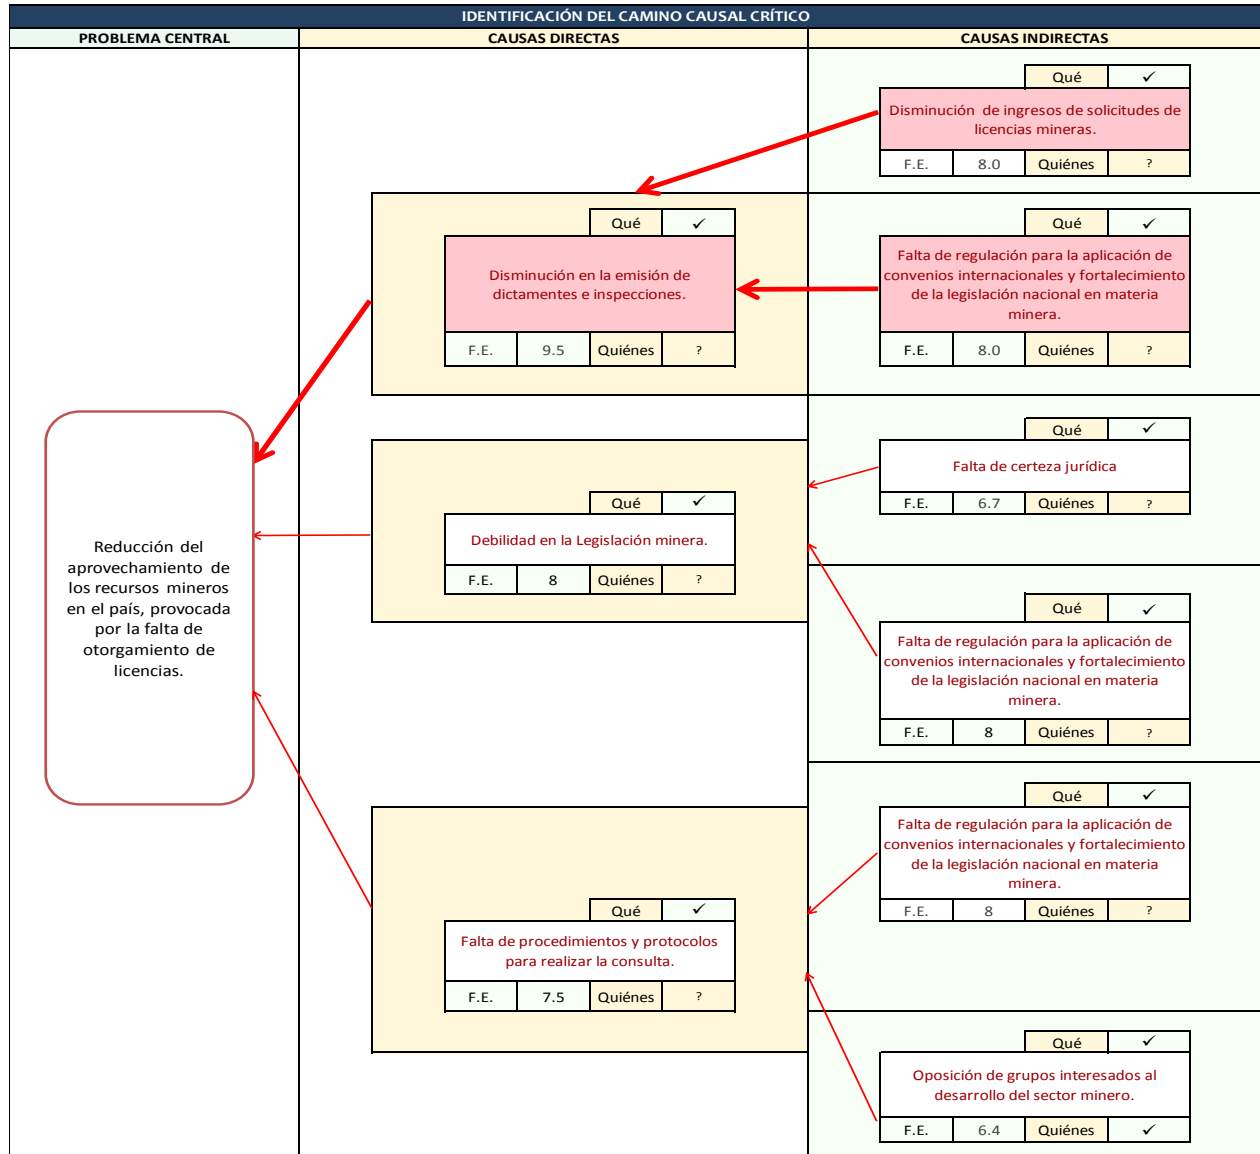 IDENTIFICACIÓN DEL CAMINO CAUSAL CRÍTICO
PROBLEMA CENTRAL
CAUSAS DIRECTAS
CAUSAS INDIRECTAS
Reducción del
aprovechamiento de
los recursos mineros
en el país, provocada
por la falta de
otorgamiento de
licencias.
Qué ✓
Disminución en la emisión de
dictamentes e inspecciones.
F.E. 9.5 Quiénes ?
Qué ✓
Debilidad en la Legislación minera.
F.E. 8 Quiénes ?
Qué ✓
Falta de procedimientos y protocolos
para realizar la consulta.
F.E. 7.5 Quiénes ?
Qué ✓
Disminución de ingresos de solicitudes de
licencias mineras.
F.E. 8.0 Quiénes ?
Qué ✓
Falta de regulación para la aplicación de
convenios internacionales y fortalecimiento
de la legislación nacional en materia
minera.
F.E. 8.0 Quiénes ?
Qué ✓
Falta de certeza jurídica
F.E. 6.7 Quiénes ?
Qué ✓
Falta de regulación para la aplicación de
convenios internacionales y fortalecimiento
de la legislación nacional en materia
minera.
F.E. 8 Quiénes ?
Qué ✓
Falta de regulación para la aplicación de
convenios internacionales y fortalecimiento
de la legislación nacional en materia
minera.
F.E. 8 Quiénes ?
Qué ✓
Oposición de grupos interesados al
desarrollo del sector minero.
F.E. 6.4 Quiénes ✓